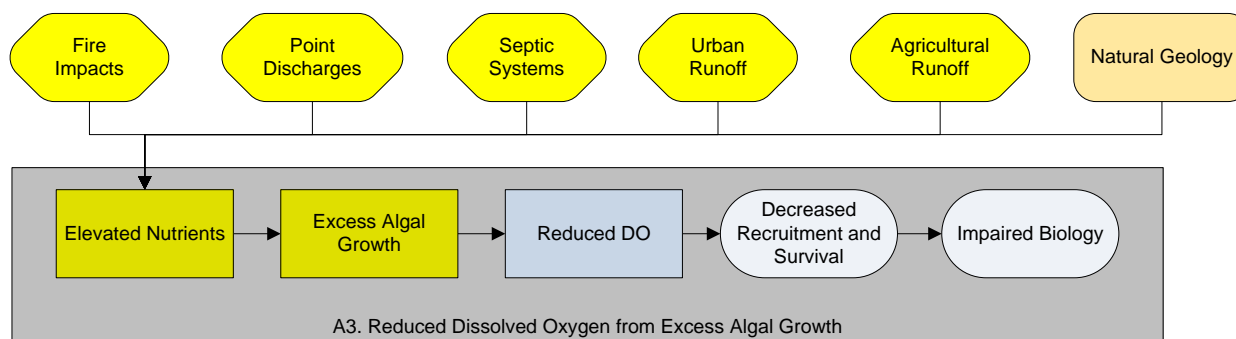 Fire
Impacts
Point
Discharges
Septic
Systems
Urban
Runoff
Agricultural
Runoff
Natural Geology
Elevated Nutrients
Excess Algal
Growth
Reduced DO
Decreased
Recruitment and
Survival
Impaired Biology
A3. Reduced Dissolved Oxygen from Excess Algal Growth